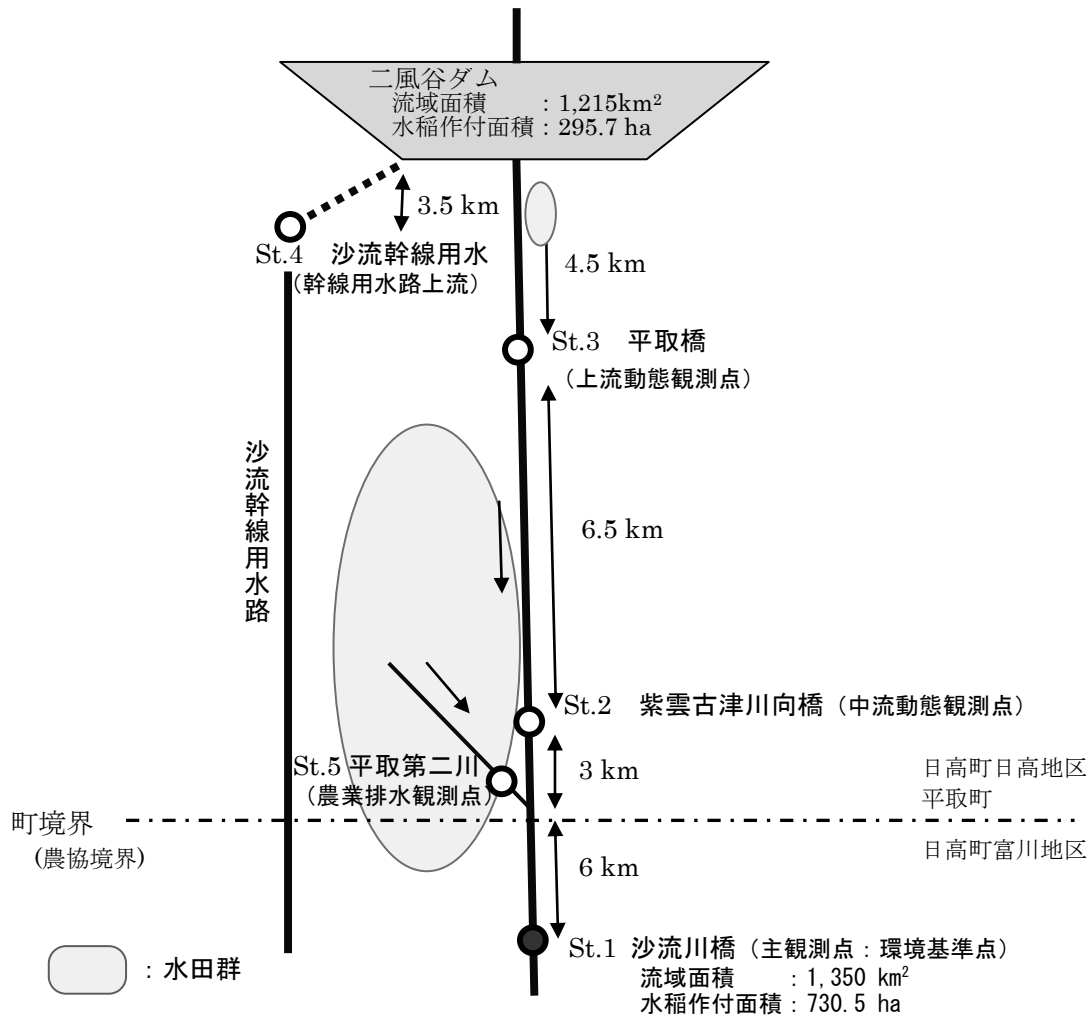 二風谷ダム
流域面積　　　：1,215km²
水稲作付面積：295.7 ha
3.5 km
St.4　沙流幹線用水
（幹線用水路上流）
4.5 km
St.3　平取橋
（上流動態観測点）
沙流幹線用水路
6.5 km
St.2　紫雲古津川向橋（中流動態観測点）
St.5 平取第二川
（農業排水観測点）
3 km
日高町日高地区
平取町
町境界
(農協境界)
日高町富川地区
6 km
St.1 沙流川橋（主観測点：環境基準点）
流域面積　　　：1,350 km²
水稲作付面積：730.5 ha
：水田群